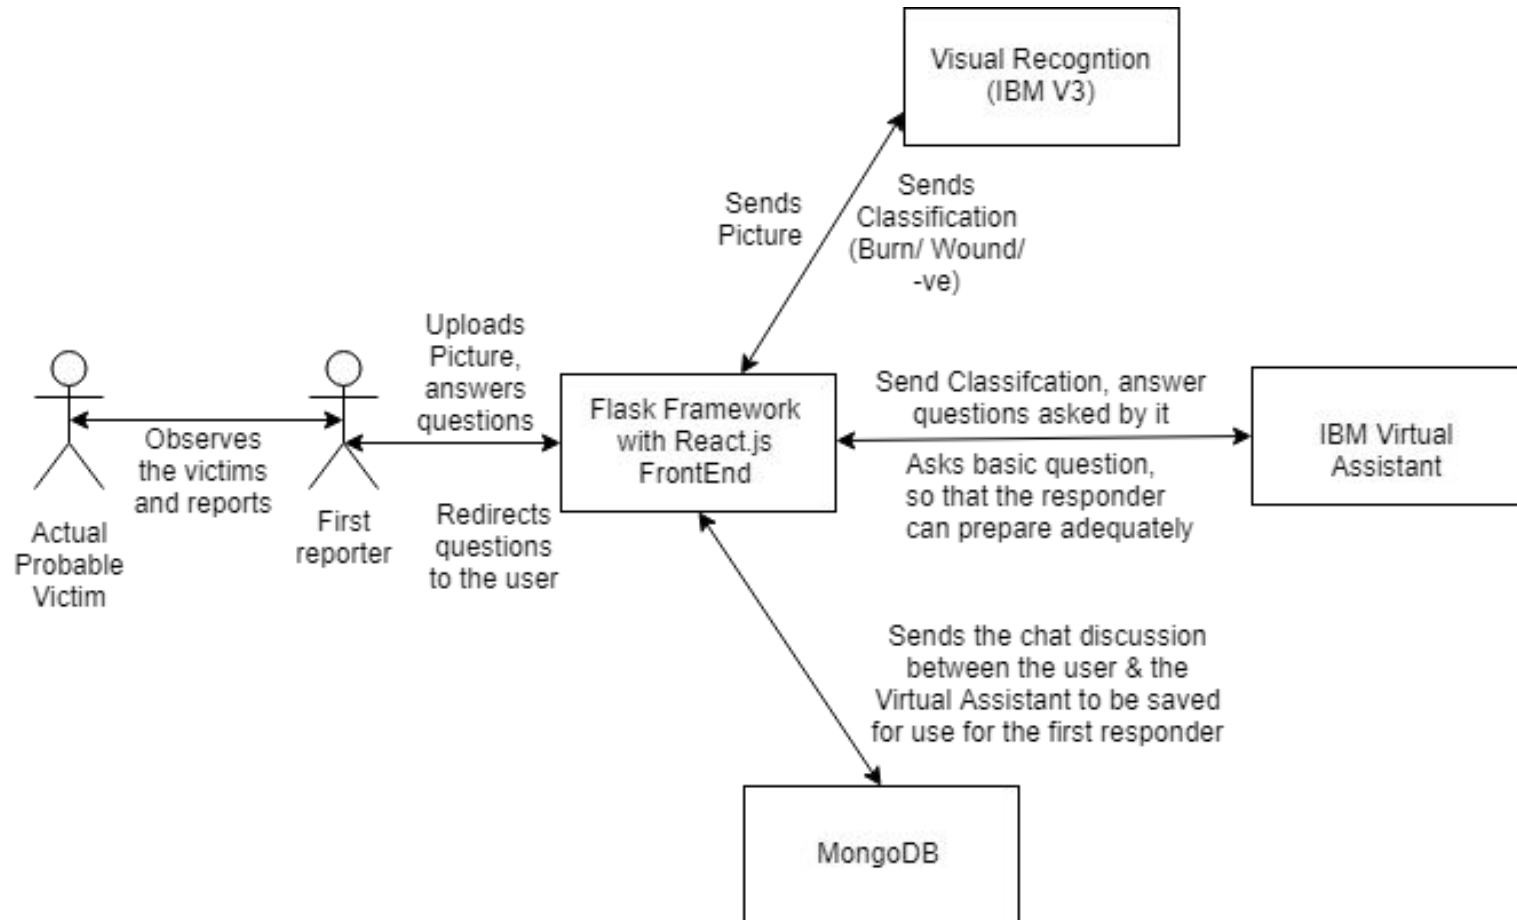 Visual Recogntion
(IBM V3)
Sends
Picture
Sends
Classification
(Burn/ Wound/
-ve)
Uploads
Picture,
answers
questions
Observes
the victims
and reports
Actual
Probable
Victim
First
reporter
Redirects
questions
to the user
Flask Framework
with React.js
FrontEnd
Send Classifcation, answer
questions asked by it
Asks basic question,
so that the responder
can prepare adequately
IBM Virtual
Assistant
Sends the chat discussion
between the user & the
Virtual Assistant to be saved
for use for the first responder
MongoDB